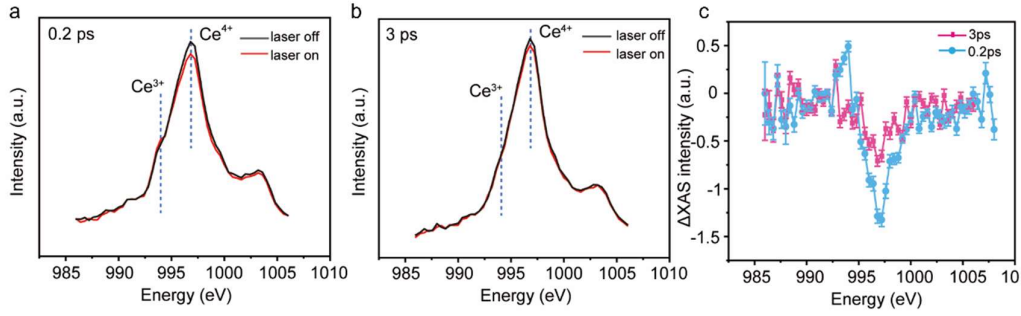 a
0.2 ps
Ce4+
laser off
laser on
Ce3+
Intensity (a.u.)
985 990 995 1000 1005 1010
Energy (eV)
b
3 ps
Ce4+
laser off
laser on
Ce3+
Intensity (a.u.)
985 990 995 1000 1005 1010
Energy (eV)
c
3ps
0.2ps
0.5
0
-0.5
-1
-1.5
ΔXAS intensity (a.u.)
985 990 995 1000 1005 10
Energy (eV)